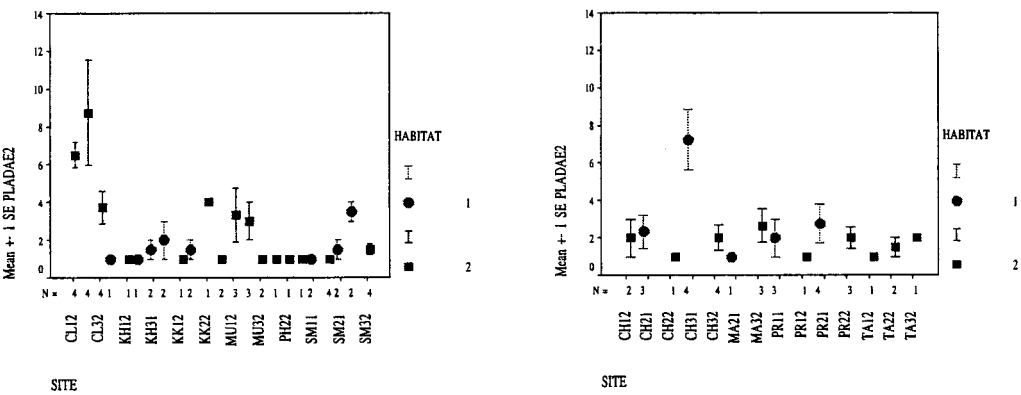 14
12
10
8
6
4
2
0
Mean +- 1 SE PLADAE2
N = 4 4 4 1 1 1 2 2 1 2 1 2 3 3 2 1 1 1 2 4 2 2 4
CL12 CL32 KH12 KH31 KK12 KK22 MU12 MU32 PH22 SM11 SM21 SM32
SITE
HABITAT
1
2
14
12
10
8
6
4
2
0
Mean +- 1 SE PLADAE2
N = 2 3 1 4 4 1 3 3 1 4 3 1 2 1
CH12 CH21 CH22 CH31 CH32 MA21 MA32 PR11 PR12 PR21 PR22 TA12 TA22 TA32
SITE
HABITAT
1
2